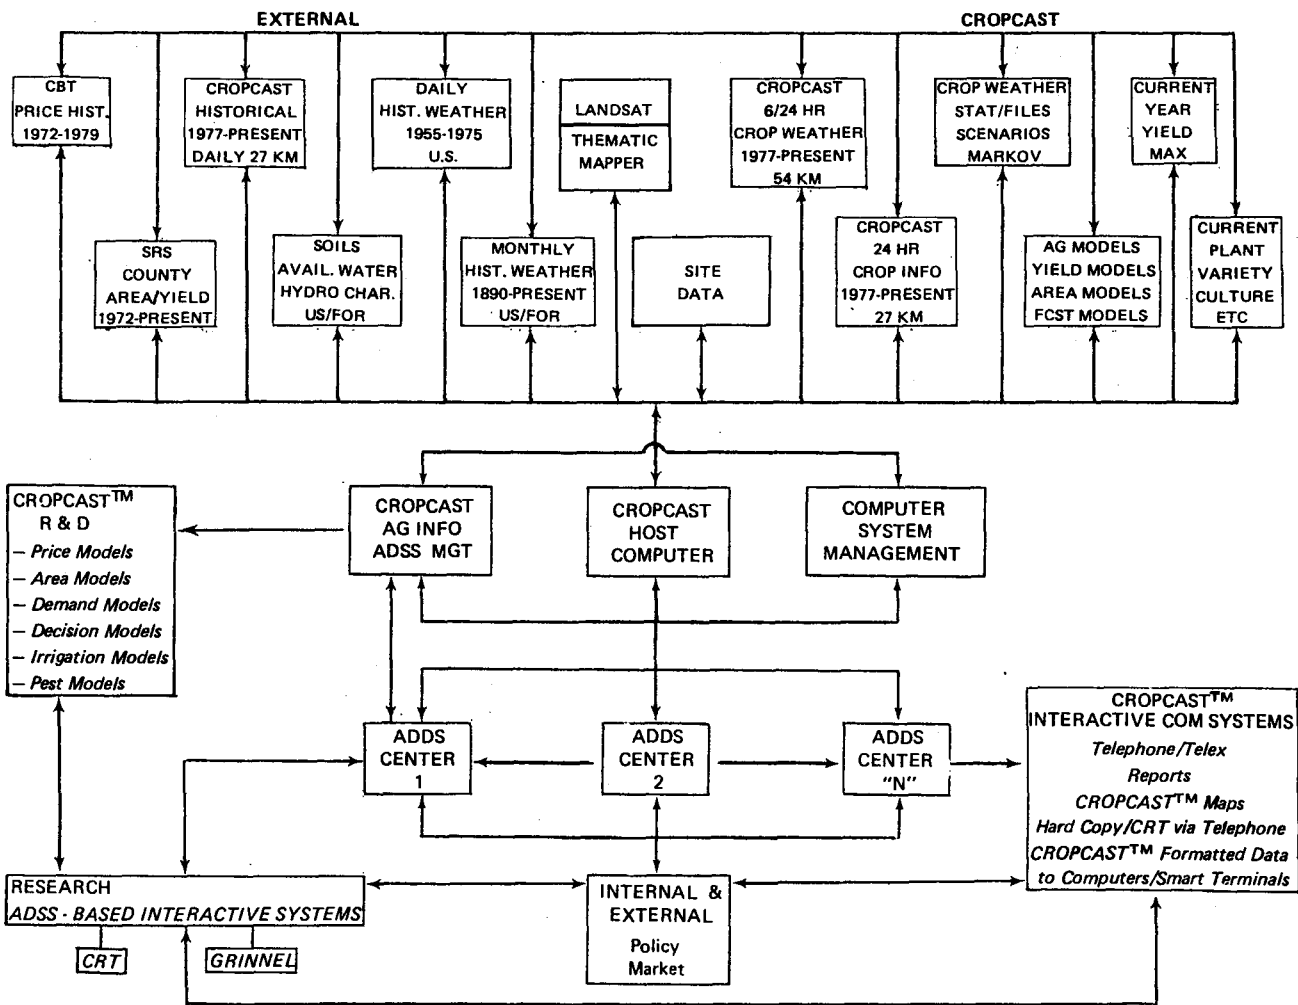 EXTERNAL
CROPCAST
CBT
PRICE HIST.
1972-1979
CROPCAST
HISTORICAL
1977-PRESENT
DAILY 27 KM
DAILY
HIST. WEATHER
1955-1975
U.S.
LANDSAT
THEMATIC
MAPPER
CROPCAST
6/24 HR
CROP WEATHER
1977-PRESENT
54 KM
CROP WEATHER
STAT/FILES
SCENARIOS
MARKOV
CURRENT
YEAR
YIELD
MAX
SRS
COUNTY
AREA/YIELD
1972-PRESENT
SOILS
AVAIL. WATER
HYDRO CHAR.
US/FOR
MONTHLY
HIST. WEATHER
1890-PRESENT
US/FOR
SITE
DATA
CROPCAST
24 HR
CROP INFO
1977-PRESENT
27 KM
AG MODELS
YIELD MODELS
AREA MODELS
FCST MODELS
CURRENT
PLANT
VARIETY
CULTURE
ETC
CROPCAST™
R & D
— Price Models
— Area Models
— Demand Models
— Decision Models
— Irrigation Models
— Pest Models
CROPCAST
AG INFO
ADSS MGT
CROPCAST
HOST
COMPUTER
COMPUTER
SYSTEM
MANAGEMENT
ADDS
CENTER
1
ADDS
CENTER
2
ADDS
CENTER
"N"
CROPCAST™
INTERACTIVE COM SYSTEMS
Telephone/Telex
Reports
CROPCAST™ Maps
Hard Copy/CRT via Telephone
CROPCAST™ Formatted Data
to Computers/Smart Terminals
RESEARCH
ADSS - BASED INTERACTIVE SYSTEMS
CRT
GRINNEL
INTERNAL &
EXTERNAL
Policy
Market